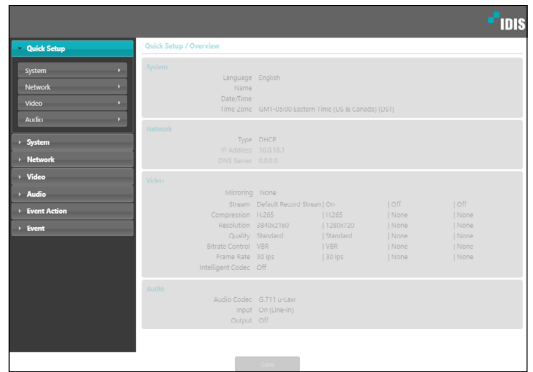 IDIS
Quick Setup
System
Network
Video
Audio
System
Network
Video
Audio
Event Action
Event
Quick Setup / Overview
System
Language English
Name
Date/Time
Time Zone GMT-05:00 Eastern Time (US & Canada) (DST)
Network
Type DHCP
IP Address 10.0.16.1
DNS Server 0.0.0.0
Video
Mirroring None
Stream Default Record Stream | On | Off | Off
Compression H.265 | H.265 | None | None
Resolution 3840x2160 | 1280x720 | None | None
Quality Standard | Standard | None | None
Bitrate Control VBR | VBR | None | None
Frame Rate 30 ips | 30 ips | None | None
Intelligent Codec Off
Audio
Audio Codec G.711 u-Law
Input On (Line-in)
Output Off